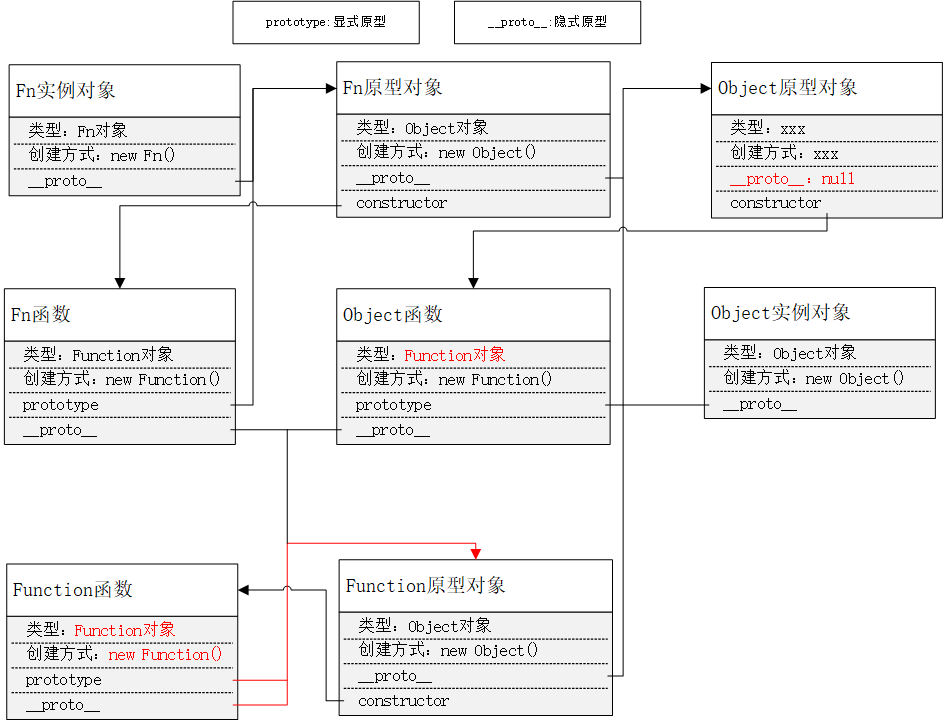 prototype:显式原型
__proto__:隐式原型
Fn实例对象
类型：Fn对象
创建方式：new Fn()
__proto__
Fn原型对象
类型：Object对象
创建方式：new Object()
__proto__
constructor
Object原型对象
类型：xxx
创建方式：xxx
__proto__：null
constructor
Fn函数
类型：Function对象
创建方式：new Function()
prototype
__proto__
Object函数
类型：Function对象
创建方式：new Function()
prototype
__proto__
Object实例对象
类型：Object对象
创建方式：new Object()
__proto__
Function函数
类型：Function对象
创建方式：new Function()
prototype
__proto__
Function原型对象
类型：Object对象
创建方式：new Object()
__proto__
constructor